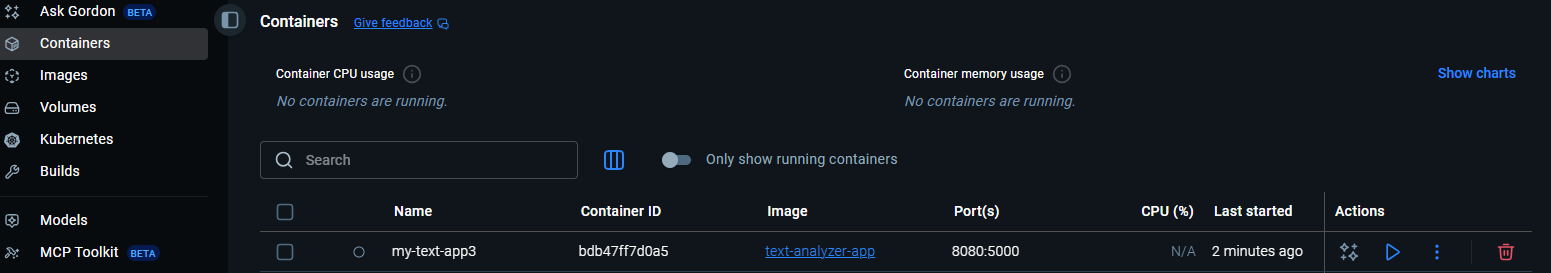 Ask Gordon BETA
Containers
Images
Volumes
Kubernetes
Builds
Models
MCP Toolkit BETA
Containers Give feedback
Container CPU usage
No containers are running.
Container memory usage
No containers are running.
Show charts
Search
Only show running containers
Name Container ID Image Port(s) CPU (%) Last started Actions
my-text-app3 bdb47ff7d0a5 text-analyzer-app 8080:5000 N/A 2 minutes ago